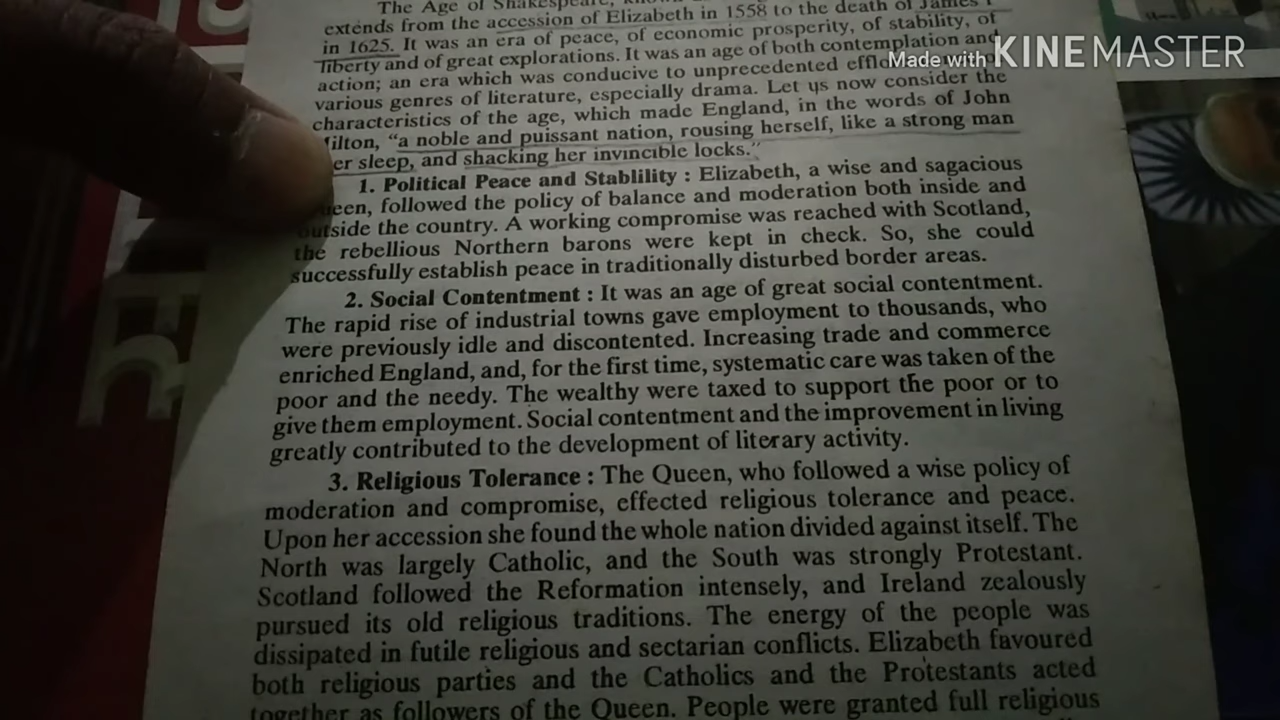 The Age of Shakespeare,
extends from the accession of Elizabeth in 1558 to the death of James I
in 1625. It was an era of peace, of economic prosperity, of stability, of
liberty and of great explorations. It was an age of both contemplation and
action; an era which was conducive to unprecedented
various genres of literature, especially drama. Let us now consider the
characteristics of the age, which made England, in the words of John
ilton, "a noble and puissant nation, rousing herself, like a strong man
er sleep, and shacking her invincible locks."
1. Political Peace and Stablility : Elizabeth, a wise and sagacious
ueen, followed the policy of balance and moderation both inside and
outside the country. A working compromise was reached with Scotland,
the rebellious Northern barons were kept in check. So, she could
successfully establish peace in traditionally disturbed border areas.
2. Social Contentment : It was an age of great social contentment.
The rapid rise of industrial towns gave employment to thousands, who
were previously idle and discontented. Increasing trade and commerce
enriched England, and, for the first time, systematic care was taken of the
poor and the needy. The wealthy were taxed to support the poor or to
give them employment. Social contentment and the improvement in living
greatly contributed to the development of literary activity.
3. Religious Tolerance : The Queen, who followed a wise policy of
moderation and compromise, effected religious tolerance and peace.
Upon her accession she found the whole nation divided against itself. The
North was largely Catholic, and the South was strongly Protestant.
Scotland followed the Reformation intensely, and Ireland zealously
pursued its old religious traditions. The energy of the people was
dissipated in futile religious and sectarian conflicts. Elizabeth favoured
both religious parties and the Catholics and the Protestants acted
together as followers of the Queen. People were granted full religious
Made with KINEMASTER